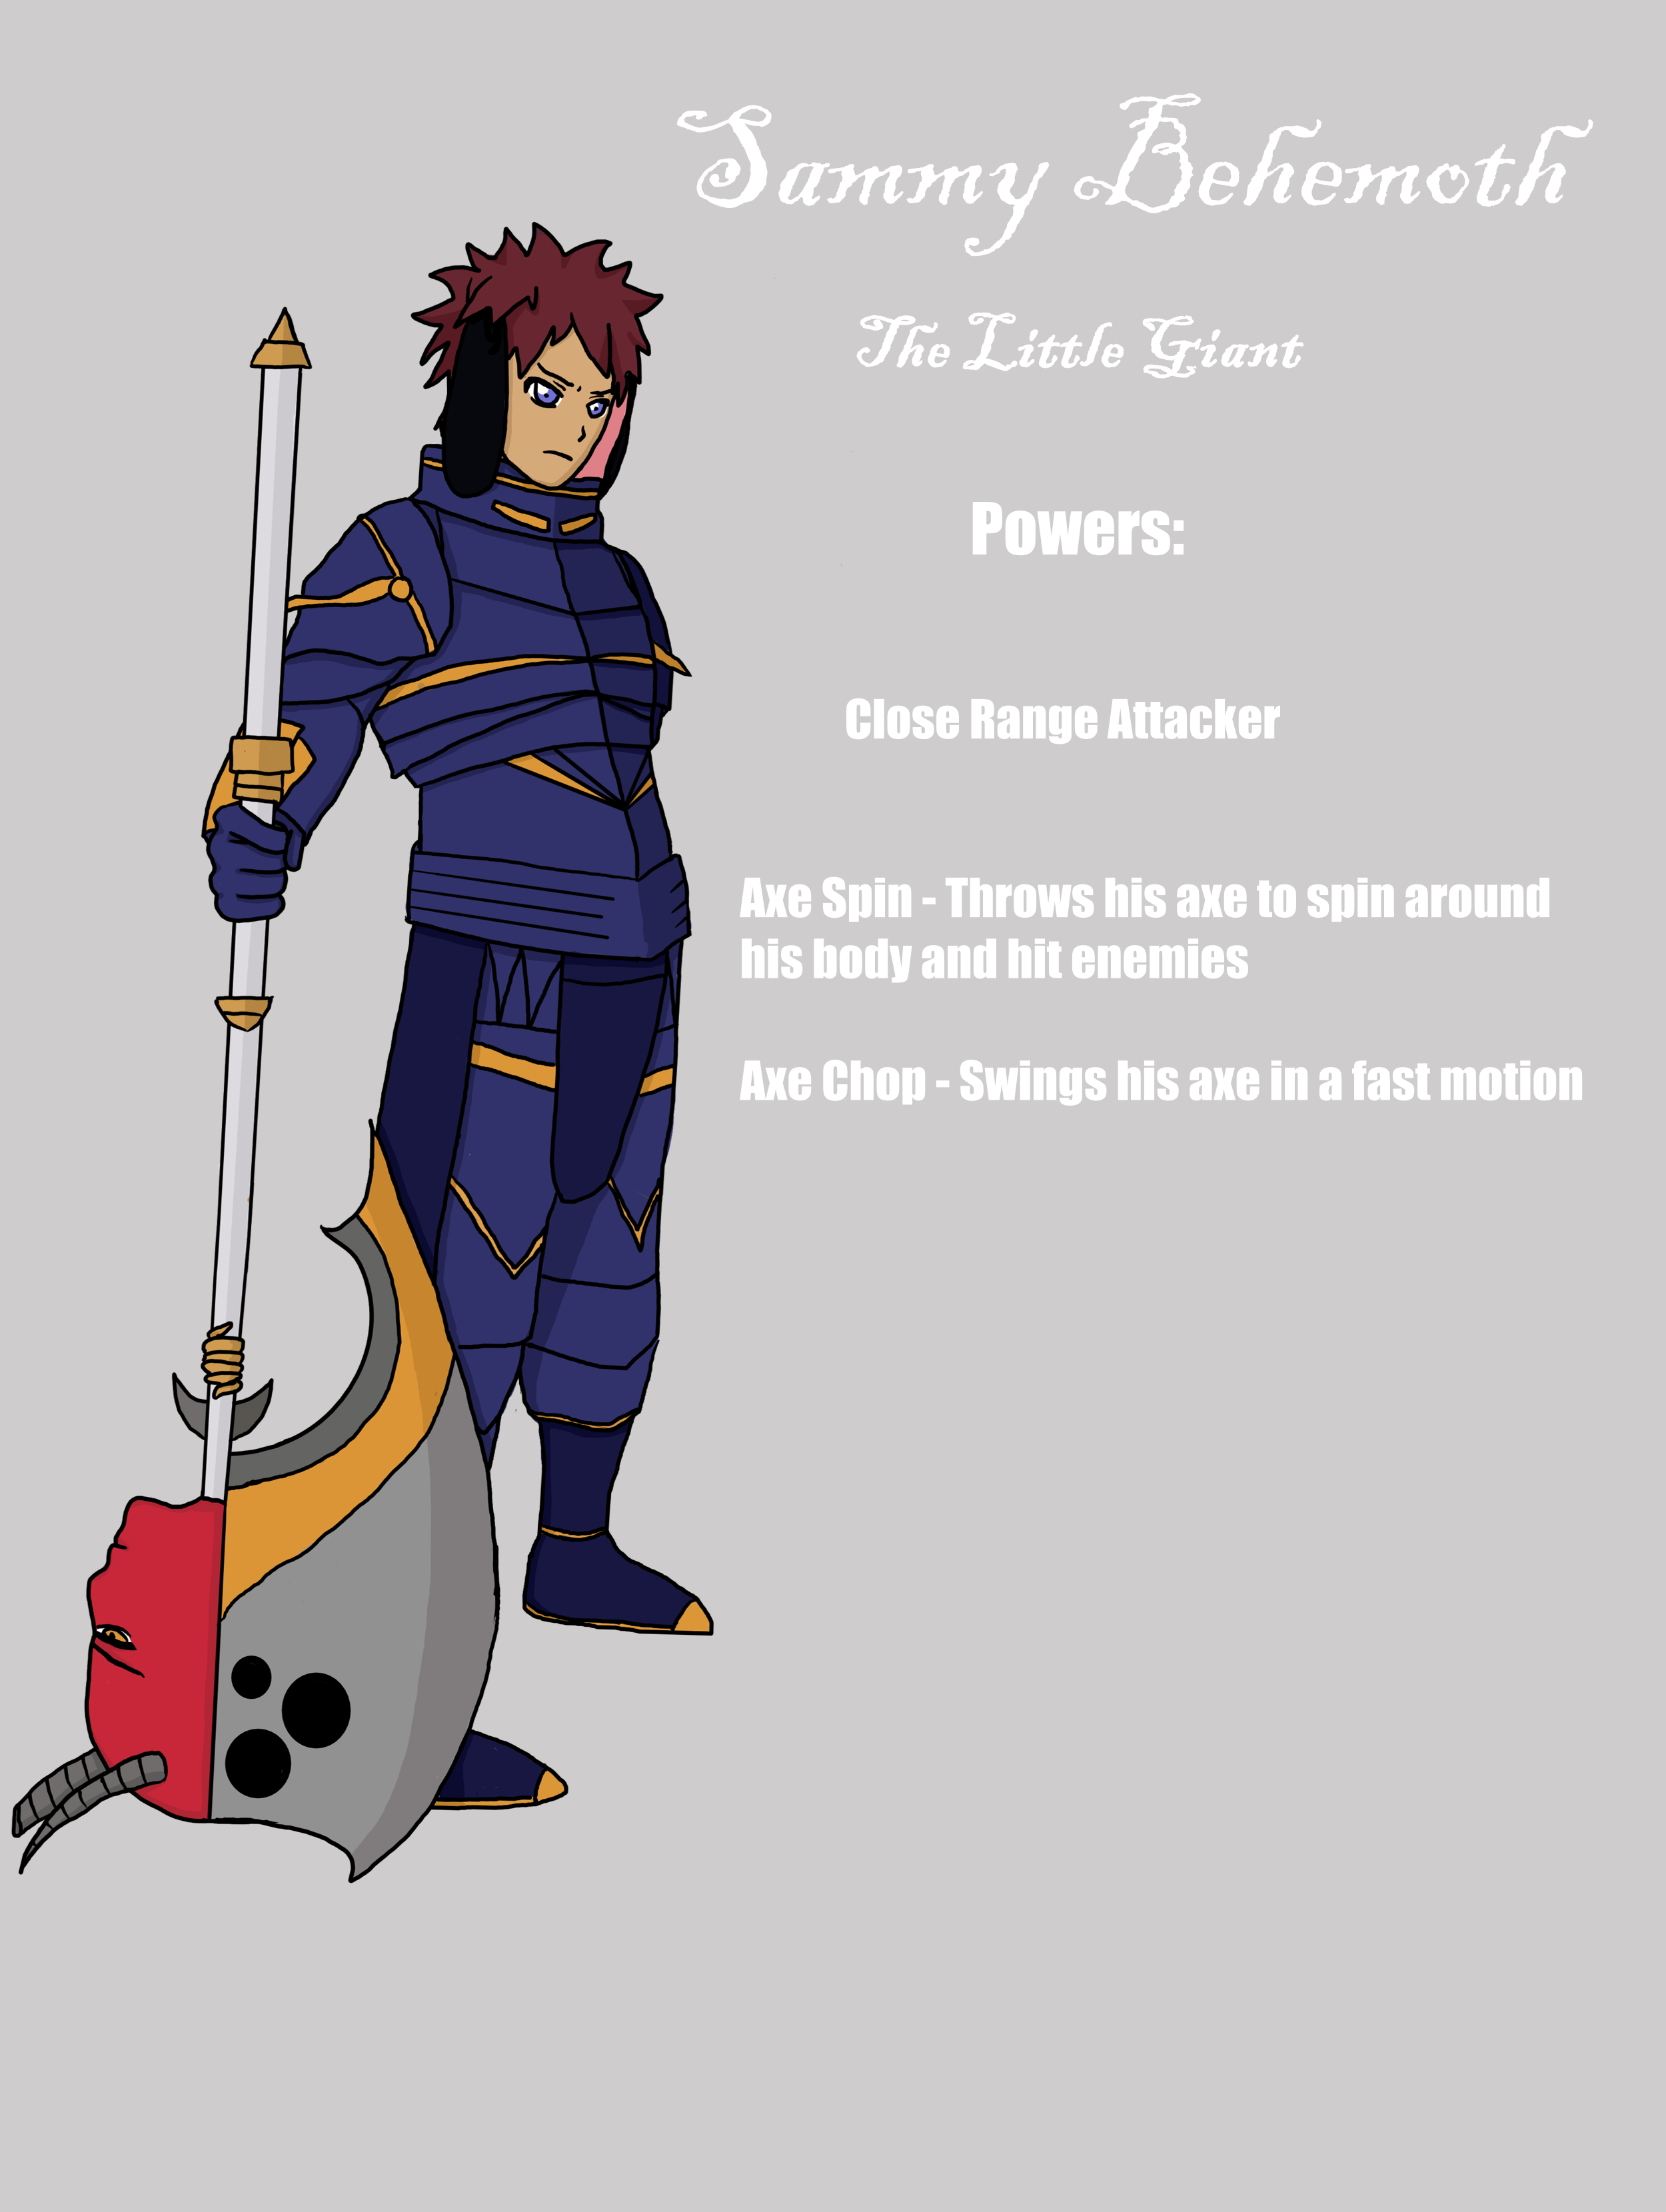 Sammy Behemoth
The Little Giant
Powers:
Close Range Attacker
Axe Spin - Throws his axe to spin around
his body and hit enemies
Axe Chop - Swings his axe in a fast motion